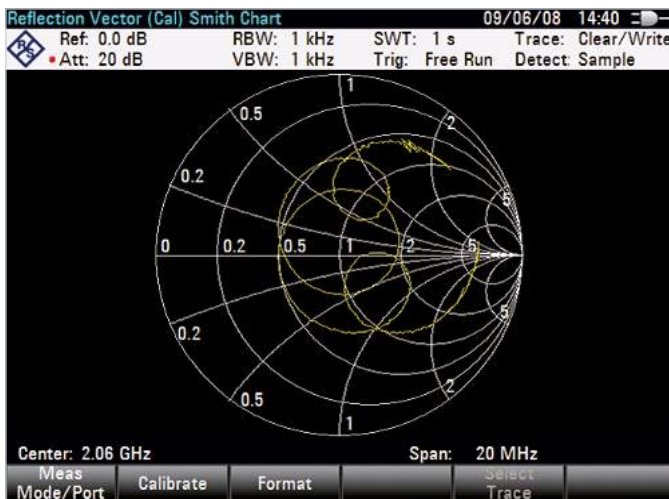 Reflection Vector (Cal) Smith Chart 09/06/08 14:40
Ref: 0.0 dB RBW: 1 kHz SWT: 1 s Trace: Clear/Write
Att: 20 dB VBW: 1 kHz Trig: Free Run Detect: Sample
R&S
1
0.5
2
0.2
5
0 0.2 0.5 1 2 5
5
0.2
2
0.5
1
Center: 2.06 GHz Span: 20 MHz
Meas Mode/Port Calibrate Format Select Trace